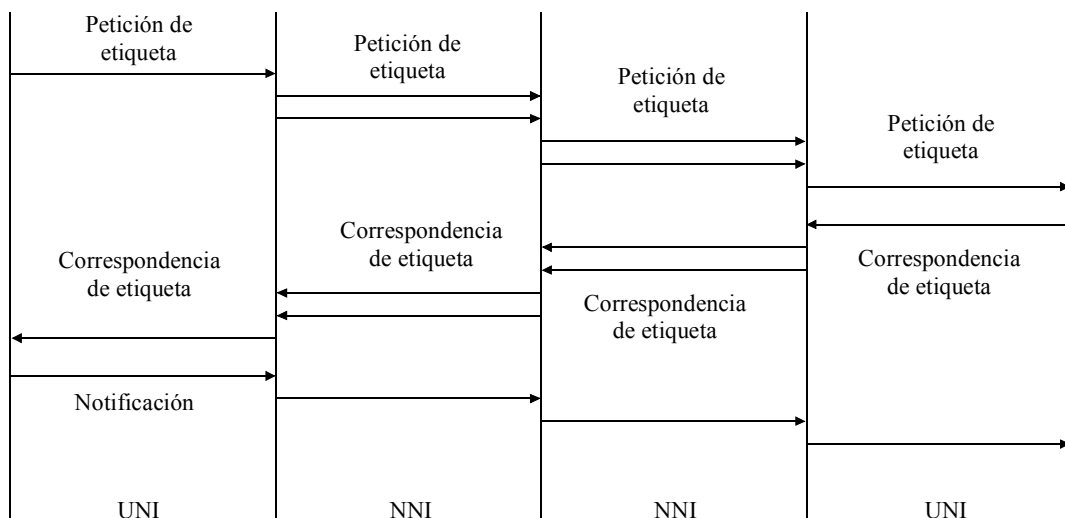 Petición de
etiqueta
Petición de
etiqueta
Petición de
etiqueta
Petición de
etiqueta
Correspondencia
de etiqueta
Correspondencia
de etiqueta
Correspondencia
de etiqueta
Correspondencia
de etiqueta
Notificación
UNI
NNI
NNI
UNI